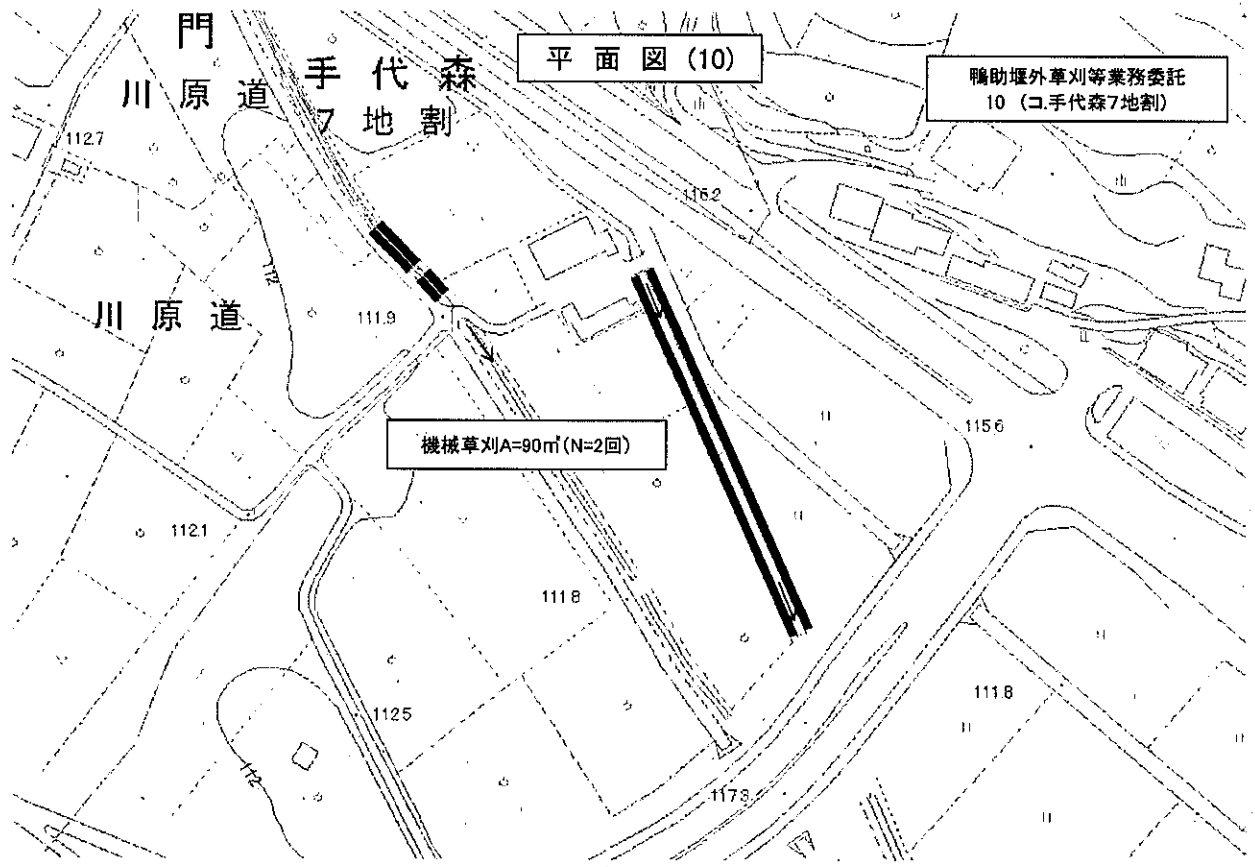 門
手代森
7地割
平面図(10)
鴨助堰外草刈等業務委託
10 (コ.手代森7地割)
川原道
112.7
116.2
112
川原道
111.9
115.6
機械草刈A=90㎡(N=2回)
112.1
111.8
112.5
111.8
112
117.3